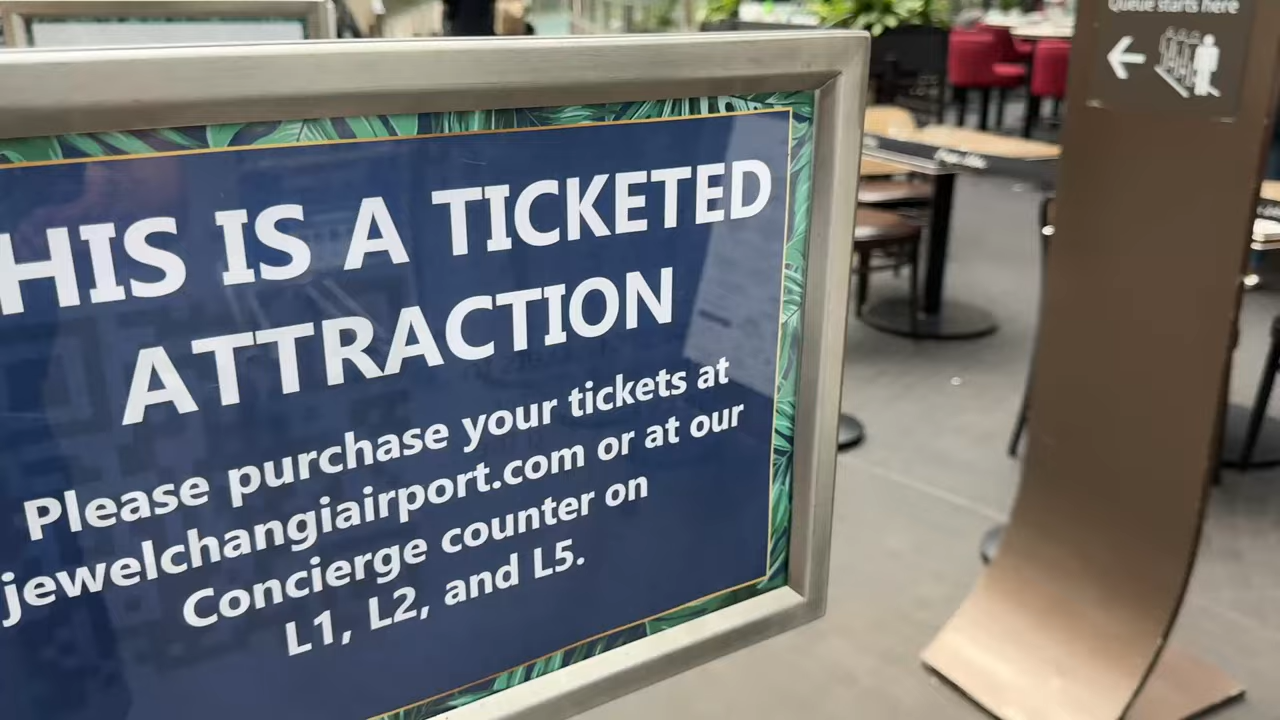 Queue starts here
HIS IS A TICKETED
ATTRACTION
Please purchase your tickets at
jewelchangiairport.com or at our
Concierge counter on
L1, L2, and L5.